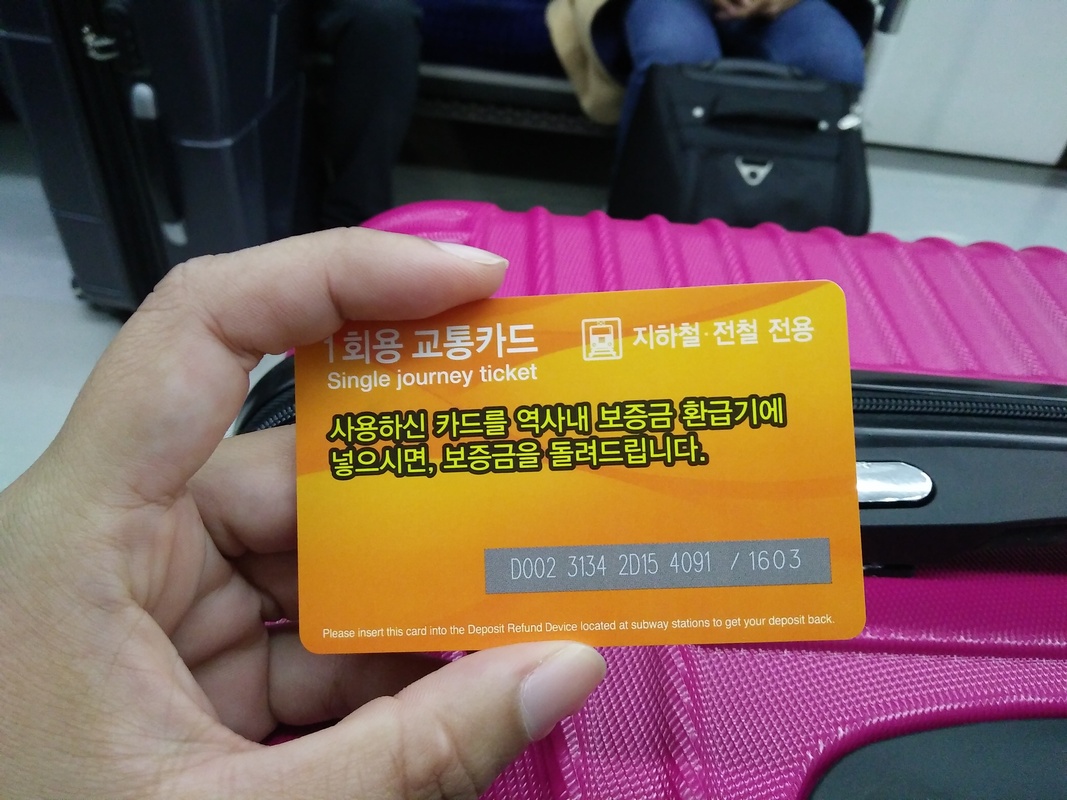 1회용 교통카드
Single journey ticket
지하철·전철 전용
사용하신 카드를 역사내 보증금 환급기에
넣으시면, 보증금을 돌려드립니다.
D002 3134 2D15 4091 / 1603
Please insert this card into the Deposit Refund Device located at subway stations to get your deposit back.